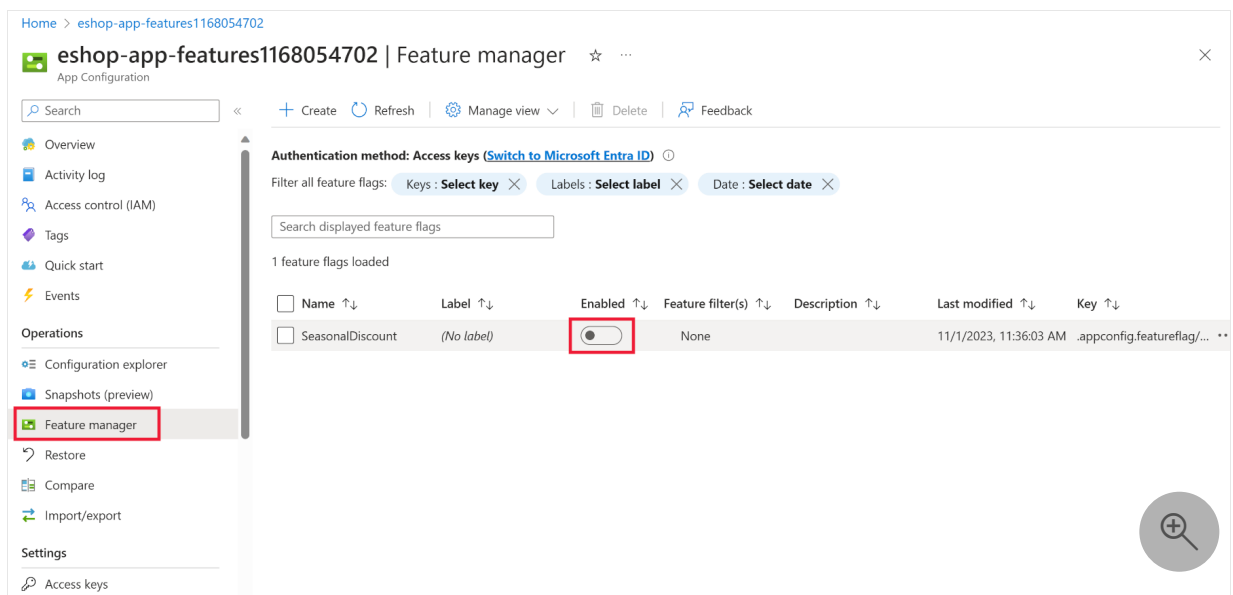 Home > eshop-app-features1168054702
eshop-app-features1168054702 | Feature manager
App Configuration
Search
Create Refresh Manage view Delete Feedback
Overview
Activity log
Access control (IAM)
Tags
Quick start
Events
Operations
Configuration explorer
Snapshots (preview)
Feature manager
Restore
Compare
Import/export
Settings
Access keys
Authentication method: Access keys (Switch to Microsoft Entra ID)
Filter all feature flags: Keys : Select key Labels : Select label Date : Select date
Search displayed feature flags
1 feature flags loaded
Name Label Enabled Feature filter(s) Description Last modified Key
SeasonalDiscount (No label) None 11/1/2023, 11:36:03 AM .appconfig.featureflag/...